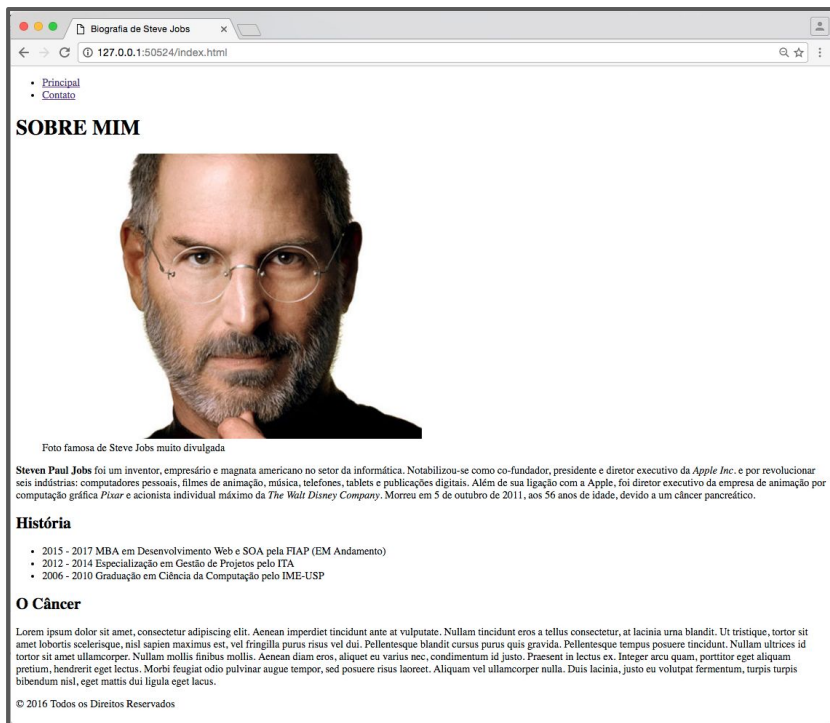 Biografia de Steve Jobs
127.0.0.1:50524/index.html
Principal
Contato
SOBRE MIM
Foto famosa de Steve Jobs muito divulgada
Steven Paul Jobs foi um inventor, empresário e magnata americano no setor da informática. Notabilizou-se como co-fundador, presidente e diretor executivo da Apple Inc. e por revolucionar
seis indústrias: computadores pessoais, filmes de animação, música, telefones, tablets e publicações digitais. Além de sua ligação com a Apple, foi diretor executivo da empresa de animação por
computação gráfica Pixar e acionista individual máximo da The Walt Disney Company. Morreu em 5 de outubro de 2011, aos 56 anos de idade, devido a um câncer pancreático.
História
2015 - 2017 MBA em Desenvolvimento Web e SOA pela FIAP (EM Andamento)
2012 - 2014 Especialização em Gestão de Projetos pelo ITA
2006 - 2010 Graduação em Ciência da Computação pelo IME-USP
O Câncer
Lorem ipsum dolor sit amet, consectetur adipiscing elit. Aenean imperdiet tincidunt ante at vulputate. Nullam tincidunt eros a tellus consectetur, at lacinia urna blandit. Ut tristique, tortor sit
amet lobortis scelerisque, nisl sapien maximus est, vel fringilla purus risus vel dui. Pellentesque blandit cursus purus quis gravida. Pellentesque tempus posuere tincidunt. Nullam ultrices id
tortor sit amet ullamcorper. Nullam mollis finibus mollis. Aenean diam eros, aliquet eu varius nec, condimentum id justo. Praesent in lectus ex. Integer arcu quam, porttitor eget aliquam
pretium, hendrerit eget lectus. Morbi feugiat odio pulvinar augue tempor, sed posuere risus laoreet. Aliquam vel ullamcorper nulla. Duis lacinia, justo eu volutpat fermentum, turpis turpis
bibendum nisl, eget mattis dui ligula eget lacus.
© 2016 Todos os Direitos Reservados